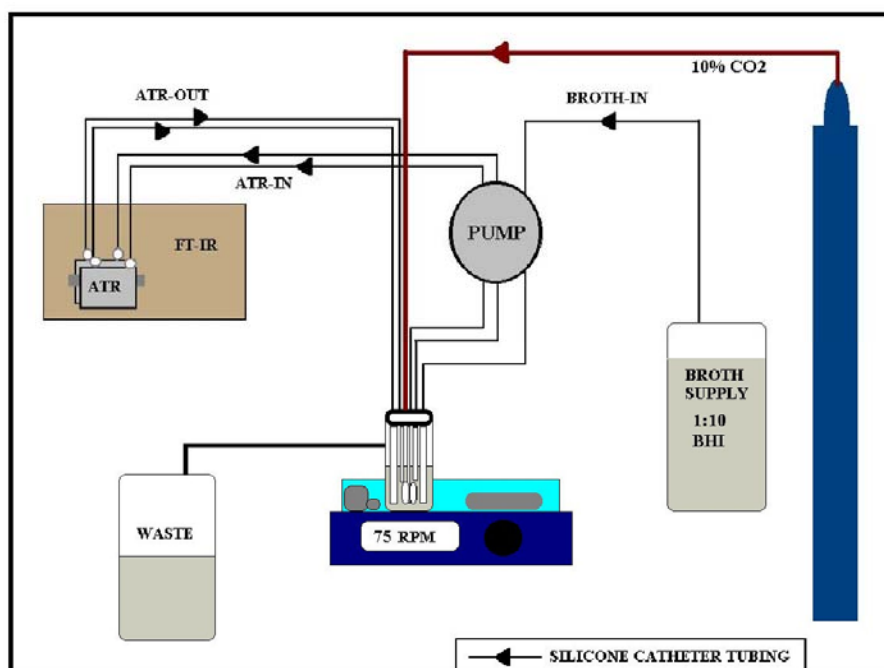 10% CO2
ATR-OUT
BROTH-IN
ATR-IN
PUMP
FT-IR
ATR
BROTH
SUPPLY
1:10
BHI
WASTE
75 RPM
SILICONE CATHETER TUBING